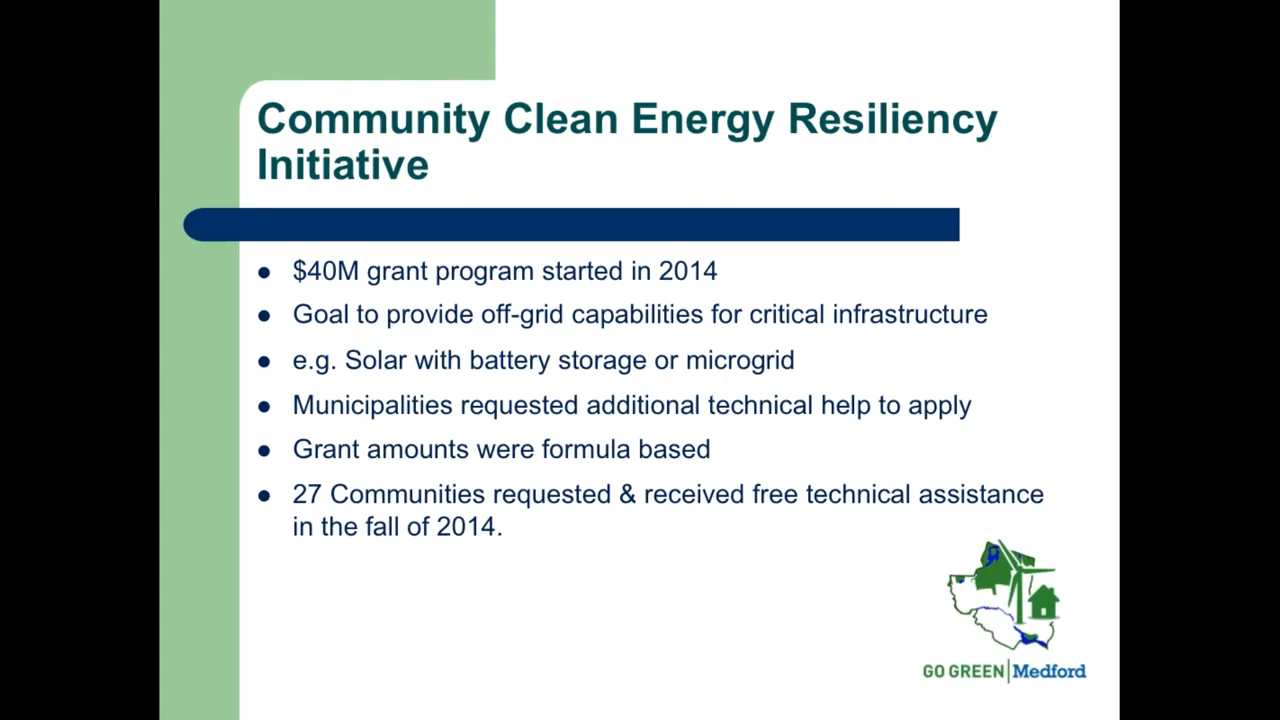 Community Clean Energy Resiliency
Initiative
● $40M grant program started in 2014
● Goal to provide off-grid capabilities for critical infrastructure
● e.g. Solar with battery storage or microgrid
● Municipalities requested additional technical help to apply
● Grant amounts were formula based
● 27 Communities requested & received free technical assistance
in the fall of 2014.
GO GREEN|Medford